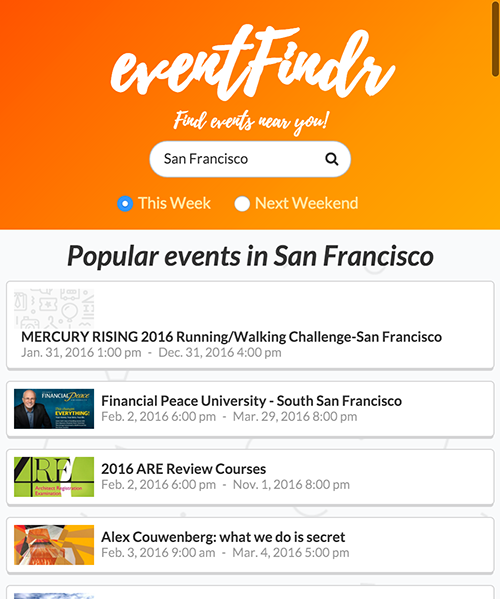 eventFindr
Find events near you!
San Francisco
This Week
Next Weekend
Popular events in San Francisco
MERCURY RISING 2016 Running/Walking Challenge-San Francisco
Jan. 31, 2016 1:00 pm - Dec. 31, 2016 4:00 pm
FINANCIAL Peace
EVERYTHING!
Financial Peace University - South San Francisco
Feb. 2, 2016 6:00 pm - Mar. 29, 2016 8:00 pm
ARE
Architect Registration
Examination
2016 ARE Review Courses
Feb. 2, 2016 6:00 pm - Nov. 1, 2016 8:00 pm
Alex Couwenberg: what we do is secret
Feb. 3, 2016 9:00 am - Mar. 4, 2016 5:00 pm